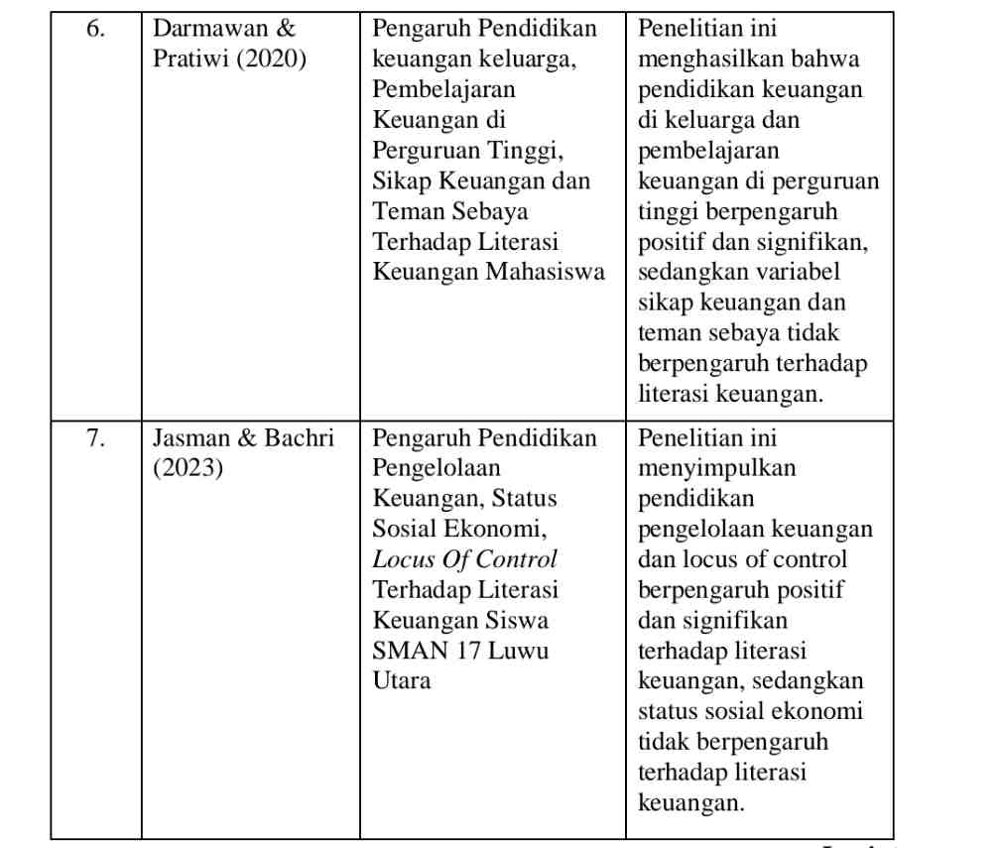 6.
Darmawan &
Pratiwi (2020)
Pengaruh Pendidikan
keuangan keluarga,
Pembelajaran
Keuangan di
Perguruan Tinggi,
Sikap Keuangan dan
Teman Sebaya
Terhadap Literasi
Keuangan Mahasiswa
Penelitian ini
menghasilkan bahwa
pendidikan keuangan
di keluarga dan
pembelajaran
keuangan di perguruan
tinggi berpengaruh
positif dan signifikan,
sedangkan variabel
sikap keuangan dan
teman sebaya tidak
berpengaruh terhadap
literasi keuangan.
7.
Jasman & Bachri
(2023)
Pengaruh Pendidikan
Pengelolaan
Keuangan, Status
Sosial Ekonomi,
Locus Of Control
Terhadap Literasi
Keuangan Siswa
SMAN 17 Luwu
Utara
Penelitian ini
menyimpulkan
pendidikan
pengelolaan keuangan
dan locus of control
berpengaruh positif
dan signifikan
terhadap literasi
keuangan, sedangkan
status sosial ekonomi
tidak berpengaruh
terhadap literasi
keuangan.